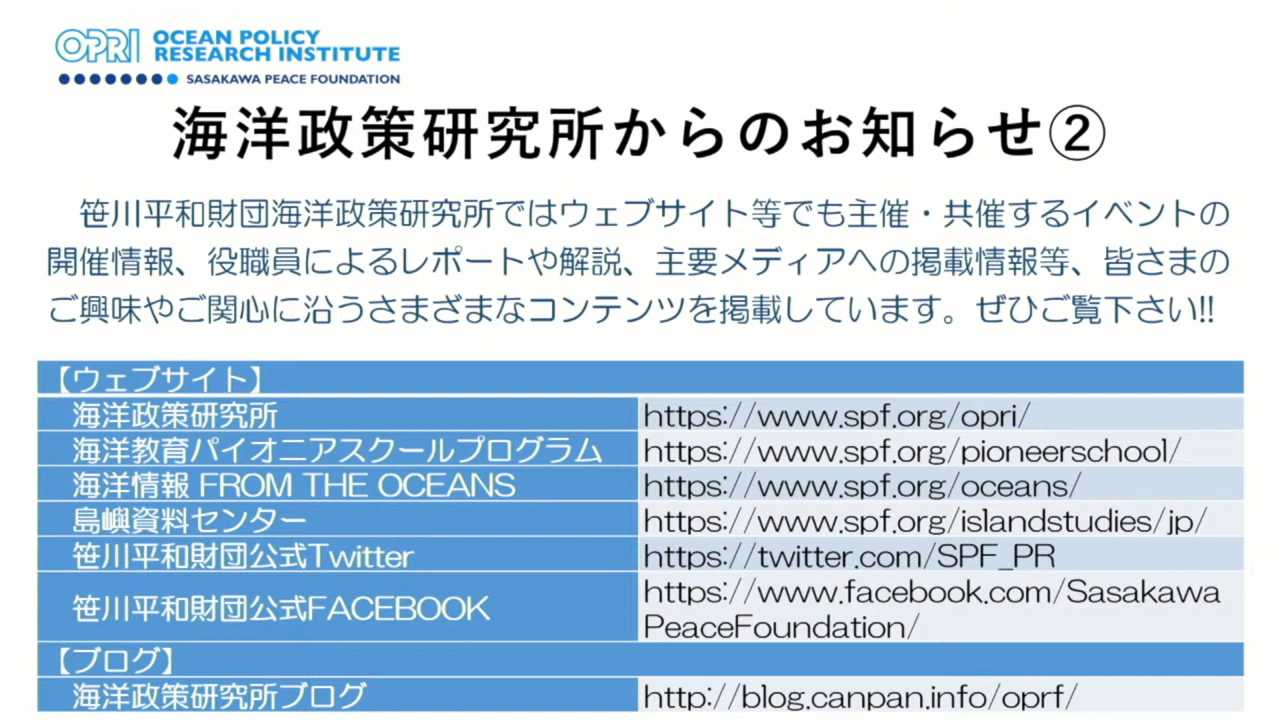 OPRI OCEAN POLICY
RESEARCH INSTITUTE
SASAKAWA PEACE FOUNDATION
海洋政策研究所からのお知らせ②
笹川平和財団海洋政策研究所ではウェブサイト等でも主催・共催するイベントの
開催情報、役職員によるレポートや解説、主要メディアへの掲載情報等、皆さまの
ご興味やご関心に沿うさまざまなコンテンツを掲載しています。ぜひご覧下さい!!
【ウェブサイト】
海洋政策研究所 https://www.spf.org/opri/
海洋教育パイオニアスクールプログラム https://www.spf.org/pioneerschool/
海洋情報 FROM THE OCEANS https://www.spf.org/oceans/
島嶼資料センター https://www.spf.org/islandstudies/jp/
笹川平和財団公式Twitter https://twitter.com/SPF_PR
笹川平和財団公式FACEBOOK https://www.facebook.com/Sasakawa
PeaceFoundation/
【ブログ】
海洋政策研究所ブログ http://blog.canpan.info/oprf/